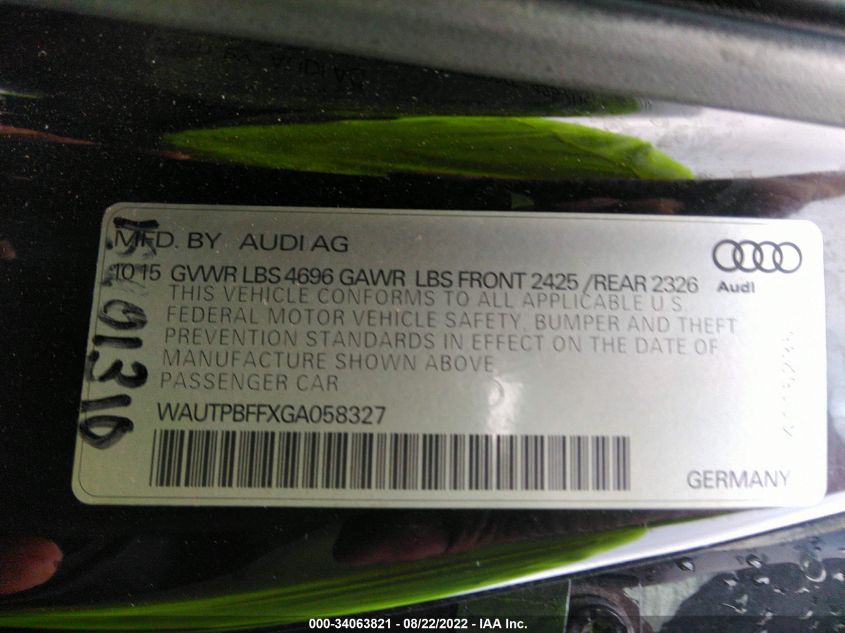 MFD. BY AUDI AG
10 15 GVWR LBS 4696 GAWR LBS FRONT 2425 /REAR 2326
Audi
THIS VEHICLE CONFORMS TO ALL APPLICABLE U.S.
FEDERAL MOTOR VEHICLE SAFETY, BUMPER AND THEFT
PREVENTION STANDARDS IN EFFECT ON THE DATE OF
MANUFACTURE SHOWN ABOVE
PASSENGER CAR
WAUTPBFFXGA058327
GERMANY
000-34063821 - 08/22/2022 - IAA Inc.